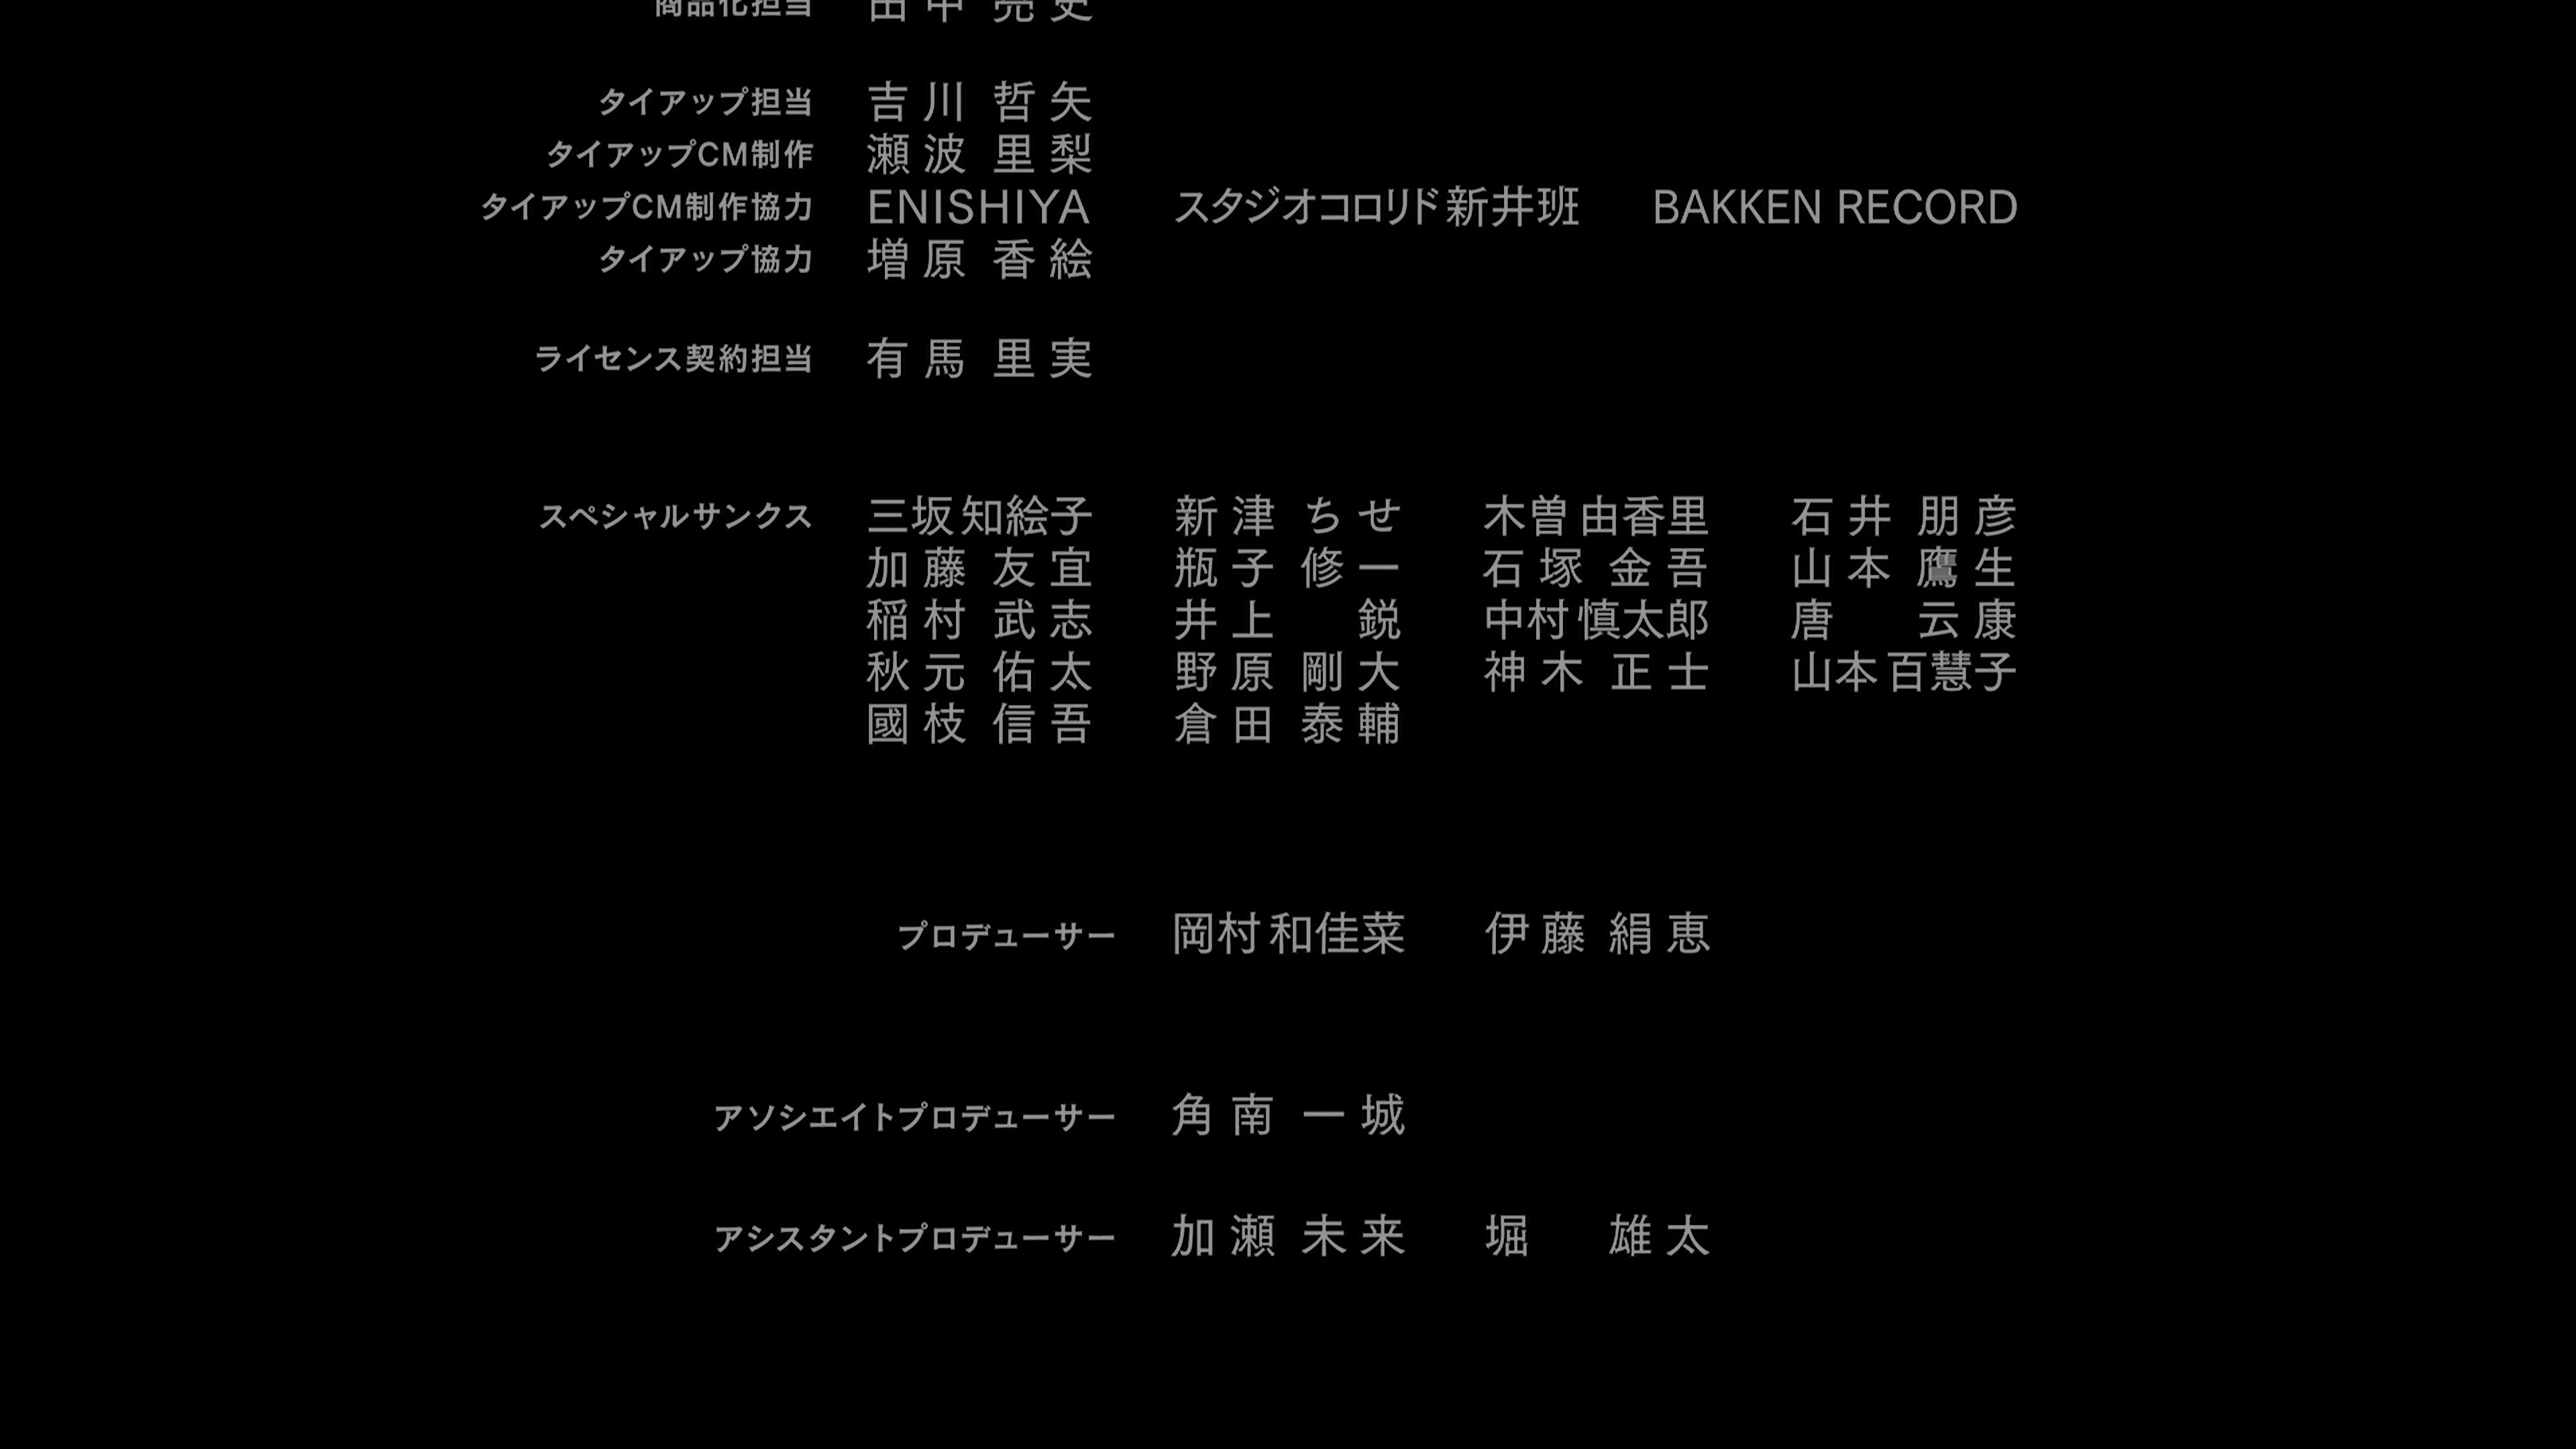 商品化担当 田中亮史
タイアップ担当 吉川哲矢
タイアップCM制作 瀬波里梨
タイアップCM制作協力 ENISHIYA スタジオコロリド新井班 BAKKEN RECORD
タイアップ協力 増原香絵
ライセンス契約担当 有馬里実
スペシャルサンクス 三坂知絵子 新津ちせ 木曽由香里 石井朋彦
加藤友宜 瓶子修一 石塚金吾 山本鷹生
稲村武志 井上鋭 中村慎太郎 唐云康
秋元佑太 野原剛大 神木正士 山本百慧子
國枝信吾 倉田泰輔
プロデューサー 岡村和佳菜 伊藤絹恵
アソシエイトプロデューサー 角南一城
アシスタントプロデューサー 加瀬未来 堀雄太